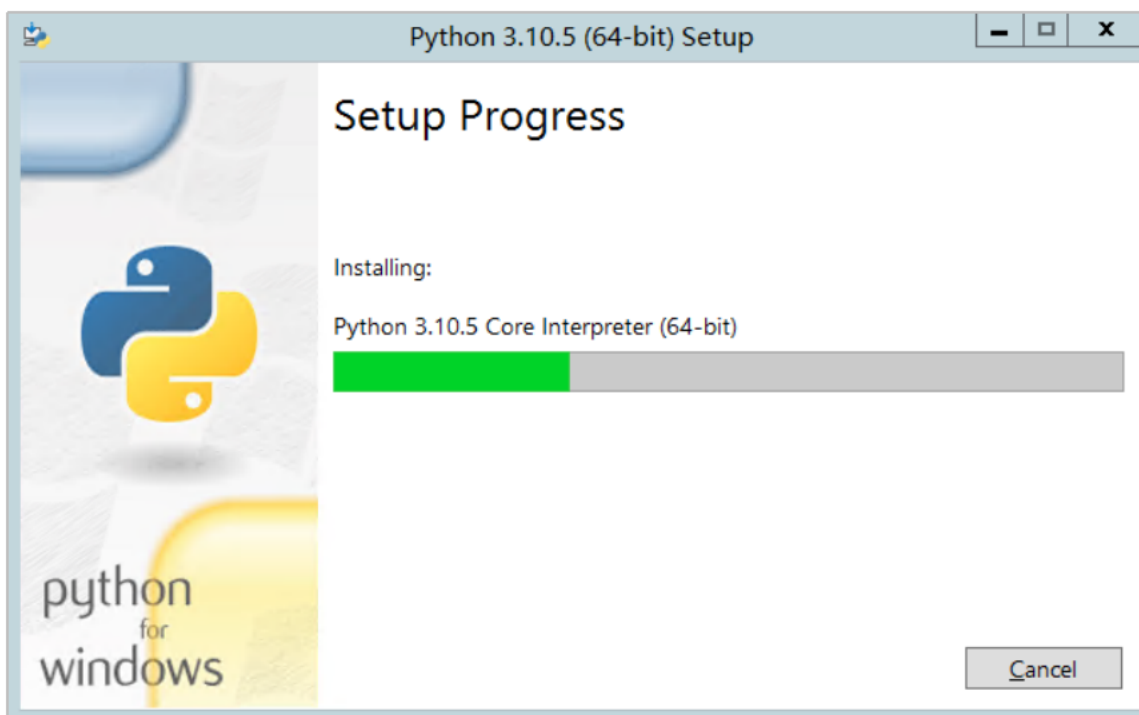 Python 3.10.5 (64-bit) Setup
Setup Progress
Installing:
Python 3.10.5 Core Interpreter (64-bit)
python
for
windows
Cancel